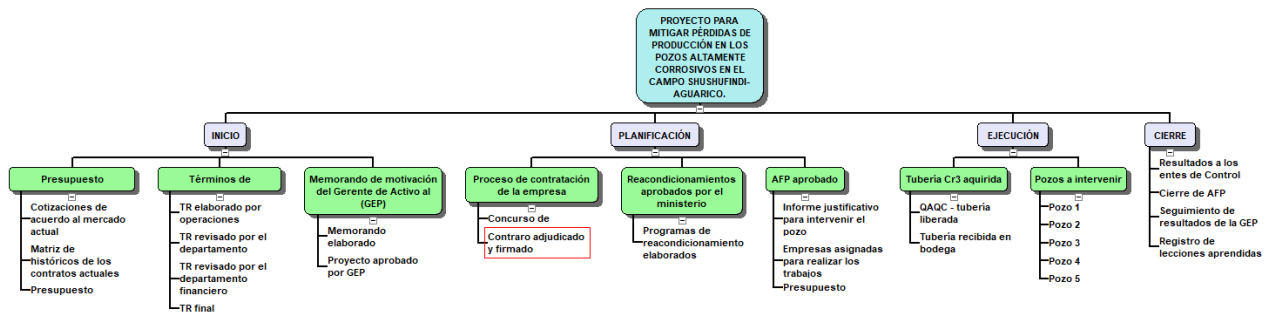 PROYECTO PARA
MITIGAR PÉRDIDAS DE
PRODUCCIÓN EN LOS
POZOS ALTAMENTE
CORROSIVOS EN EL
CAMPO SHUSHUFINDI-
AGUARICO.
INICIO
PLANIFICACIÓN
EJECUCIÓN
CIERRE
Presupuesto
Cotizaciones de
acuerdo al mercado
actual
Matriz de
históricos de los
contratos actuales
Presupuesto
Términos de
TR elaborado por
operaciones
TR revisado por el
departamento
TR revisado por el
departamento
financiero
TR final
Memorando de motivación
del Gerente de Activo al
(GEP)
Memorando
elaborado
Proyecto aprobado
por GEP
Proceso de contratación
de la empresa
Concurso de
Contraro adjudicado
y firmado
Reacondicionamientos
aprobados por el
ministerio
Programas de
reacondicionamiento
elaborados
AFP aprobado
Informe justificativo
para intervenir el
pozo
Empresas asignadas
para realizar los
trabajos
Presupuesto
Tubería Cr3 aquirida
QAQC - tubería
liberada
Tubería recibida en
bodega
Pozos a intervenir
Pozo 1
Pozo 2
Pozo 3
Pozo 4
Pozo 5
Resultados a los
entes de Control
Cierre de AFP
Seguimiento de
resultados de la GEP
Registro de
lecciones aprendidas